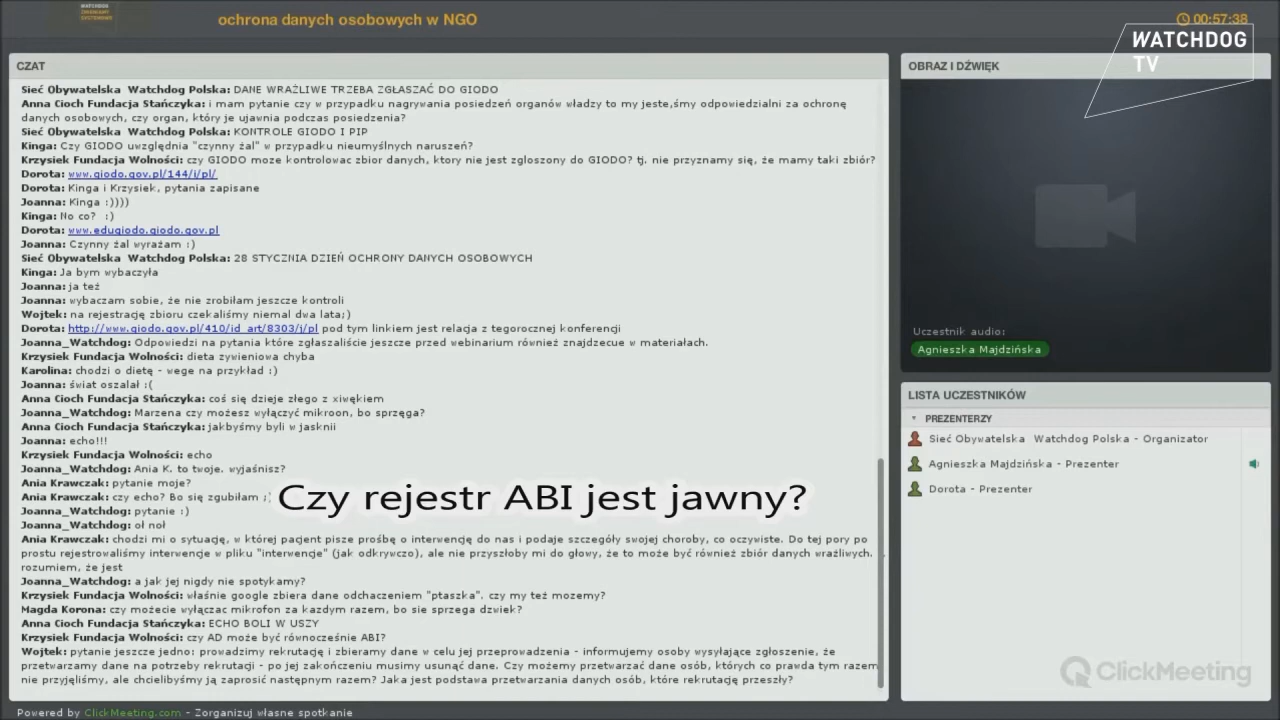 WATCHDOG
ochrona danych osobowych w NGO
00:57:38
WATCHDOG
TV
CZAT
Sieć Obywatelska Watchdog Polska: DANE WRAŻLIWE TRZEBA ZGŁASZAĆ DO GIODO
Anna Cioch Fundacja Stańczyka: i mam pytanie czy w przypadku nagrywania posiedzeń organów władzy to my jeste,śmy odpowiedzialni za ochronę
danych osobowych, czy organ, który je ujawnia podczas posiedzenia?
Sieć Obywatelska Watchdog Polska: KONTROLE GIODO I PIP
Kinga: Czy GIODO uwzględnia "czynny żal" w przypadku nieumyślnych naruszeń?
Krzysiek Fundacja Wolności: czy GIODO moze kontrolowac zbior danych, ktory nie jest zgloszony do GIODO? tj. nie przyznamy się, że mamy taki zbiór?
Dorota: www.giodo.gov.pl/144/i/pl/
Dorota: Kinga i Krzysiek, pytania zapisane
Joanna: Kinga :))))
Kinga: No co? :)
Dorota: www.edugiodo.giodo.gov.pl
Joanna: Czynny żal wyrażam :)
Sieć Obywatelska Watchdog Polska: 28 STYCZNIA DZIEŃ OCHRONY DANYCH OSOBOWYCH
Kinga: Ja bym wybaczyła
Joanna: ja też
Joanna: wybaczam sobie, że nie zrobiłam jeszcze kontroli
Wojtek: na rejestrację zbioru czekaliśmy niemal dwa lata;)
Dorota: http://www.giodo.gov.pl/410/id_art/8303/j/pl pod tym linkiem jest relacja z tegorocznej konferencji
Joanna_Watchdog: Odpowiedzi na pytania które zgłaszaliście jeszcze przed webinarium również znajdzecue w materiałach.
Krzysiek Fundacja Wolności: dieta zywieniowa chyba
Karolina: chodzi o dietę - wege na przykład :)
Joanna: świat oszalał :(
Anna Cioch Fundacja Stańczyka: coś się dzieje złego z xiwękiem
Joanna_Watchdog: Marzena czy możesz wyłączyć mikroon, bo sprzęga?
Anna Cioch Fundacja Stańczyka: jakbyśmy byli w jasknii
Joanna: echo!!!
Krzysiek Fundacja Wolności: echo
Joanna_Watchdog: Ania K. to twoje. wyjaśnisz?
Ania Krawczak: pytanie moje?
Ania Krawczak: czy echo? Bo się zgubiłam ;)
Joanna_Watchdog: pytanie :)
Joanna_Watchdog: oł noł
Czy rejestr ABI jest jawny?
Ania Krawczak: chodzi mi o sytuację, w której pacjent pisze prośbę o interwencję do nas i podaje szczegóły swojej choroby, co oczywiste. Do tej pory po
prostu rejestrowaliśmy interwencje w pliku "interwencje" (jak odkrywczo), ale nie przyszłoby mi do głowy, że to może być również zbiór danych wrażliwych.
rozumiem, że jest
Joanna_Watchdog: a jak jej nigdy nie spotykamy?
Krzysiek Fundacja Wolności: właśnie google zbiera dane odchaczeniem "ptaszka". czy my też mozemy?
Magda Korona: czy możecie wyłączac mikrofon za kazdym razem, bo sie sprzega dzwiek?
Anna Cioch Fundacja Stańczyka: ECHO BOLI W USZY
Krzysiek Fundacja Wolności: czy AD może być równocześnie ABI?
Wojtek: pytanie jeszcze jedno: prowadzimy rekrutację i zbieramy dane w celu jej przeprowadzenia - informujemy osoby wysyłające zgłoszenie, że
przetwarzamy dane na potrzeby rekrutacji - po jej zakończeniu musimy usunąć dane. Czy możemy przetwarzać dane osób, których co prawda tym razem
nie przyjęliśmy, ale chcielibyśmy ją zaprosić następnym razem? Jaka jest podstawa przetwarzania danych osób, które rekrutację przeszły?
OBRAZ I DŹWIĘK
Uczestnik audio:
Agnieszka Majdzińska
LISTA UCZESTNIKÓW
PREZENTERZY
Sieć Obywatelska Watchdog Polska - Organizator
Agnieszka Majdzińska - Prezenter
Dorota - Prezenter
ClickMeeting
Powered by ClickMeeting.com - Zorganizuj własne spotkanie